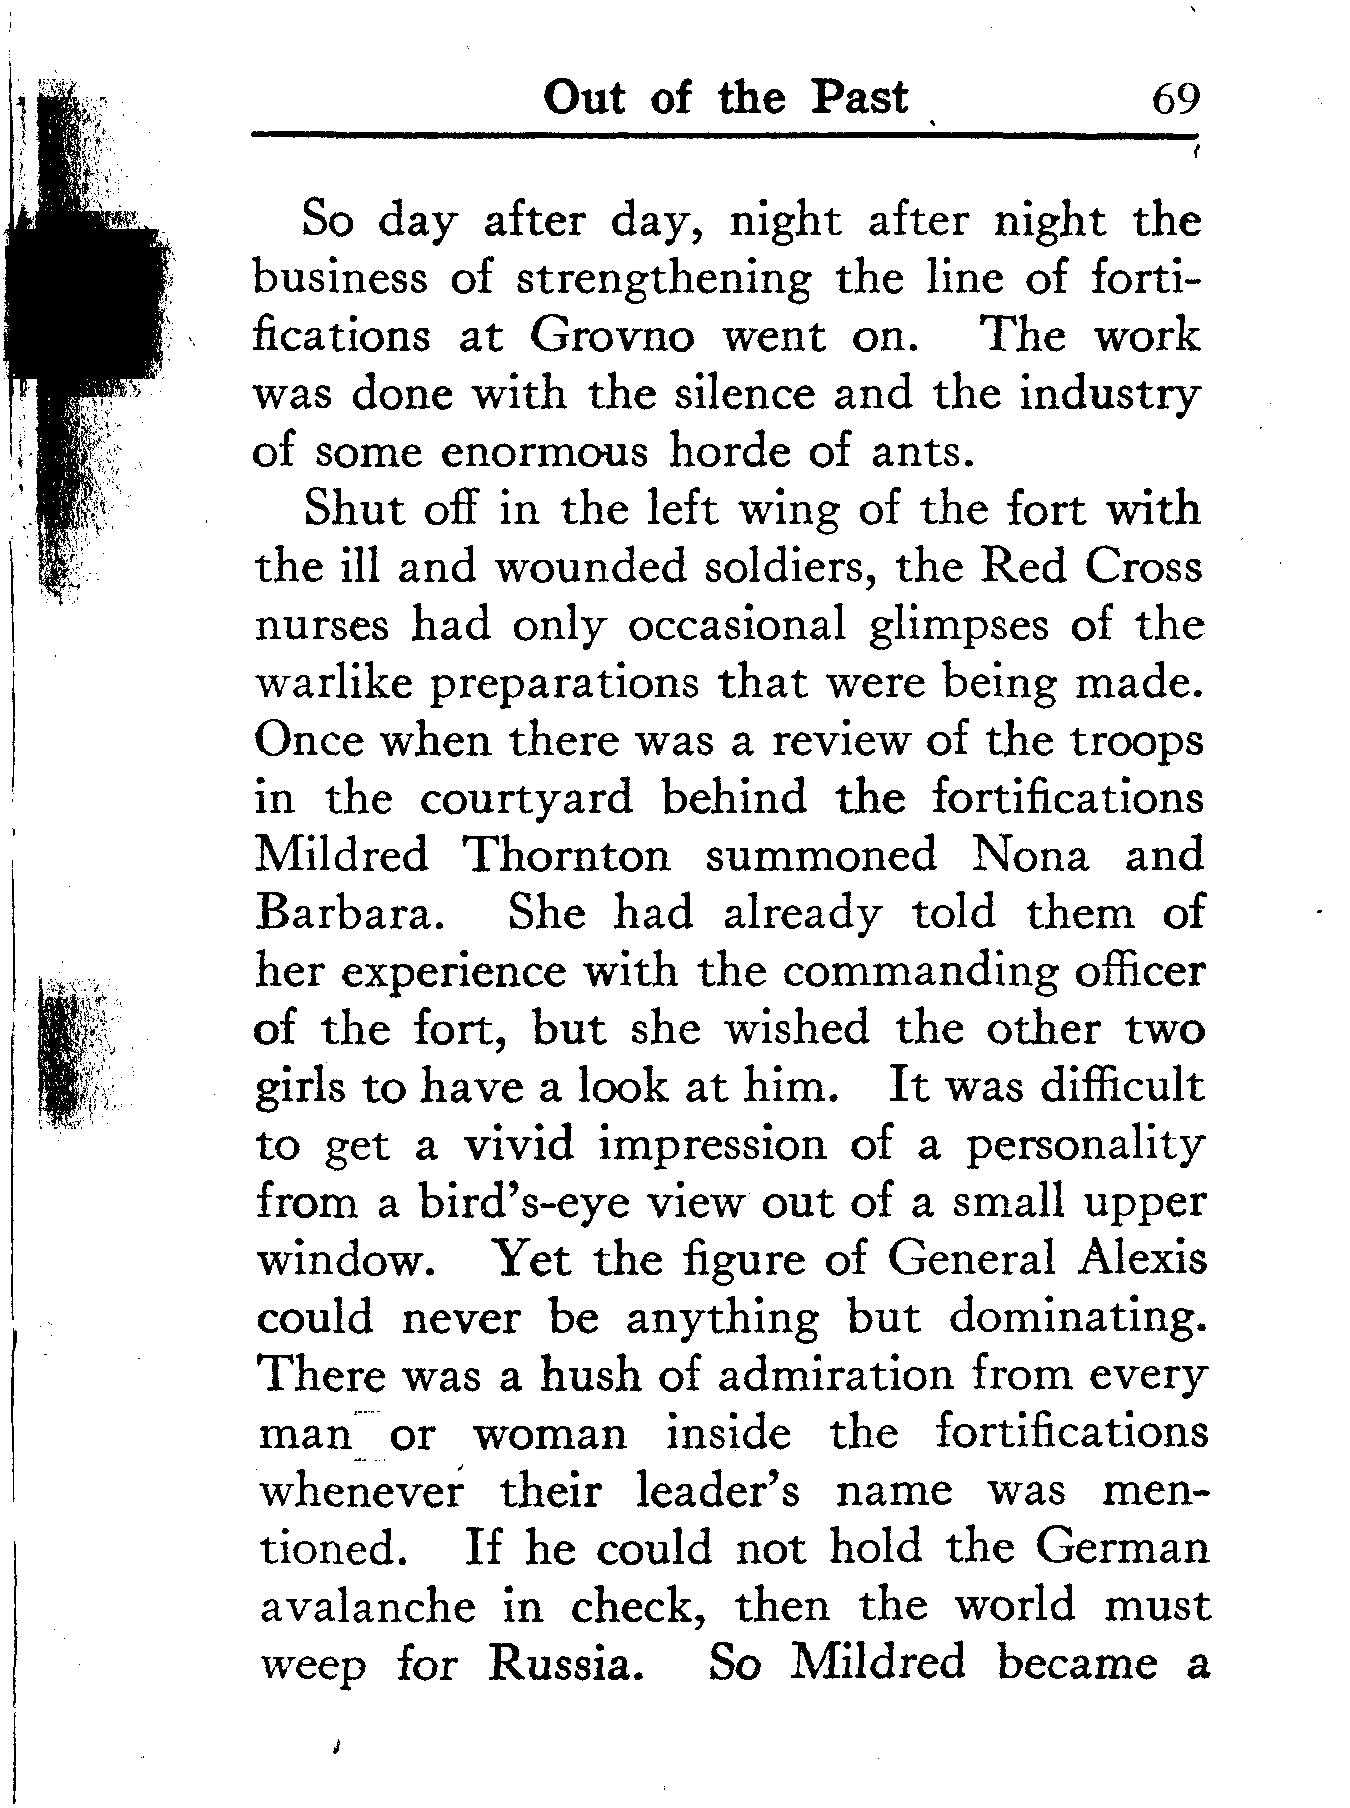 Out of the Past 69
So day after day, night after night the
business of strengthening the line of forti-
fications at Grovno went on. The work
was done with the silence and the industry
of some enormous horde of ants.
Shut off in the left wing of the fort with
the ill and wounded soldiers, the Red Cross
nurses had only occasional glimpses of the
warlike preparations that were being made.
Once when there was a review of the troops
in the courtyard behind the fortifications
Mildred Thornton summoned Nona and
Barbara. She had already told them of
her experience with the commanding officer
of the fort, but she wished the other two
girls to have a look at him. It was difficult
to get a vivid impression of a personality
from a bird's-eye view out of a small upper
window. Yet the figure of General Alexis
could never be anything but dominating.
There was a hush of admiration from every
man or woman inside the fortifications
whenever their leader's name was men-
tioned. If he could not hold the German
avalanche in check, then the world must
weep for Russia. So Mildred became a